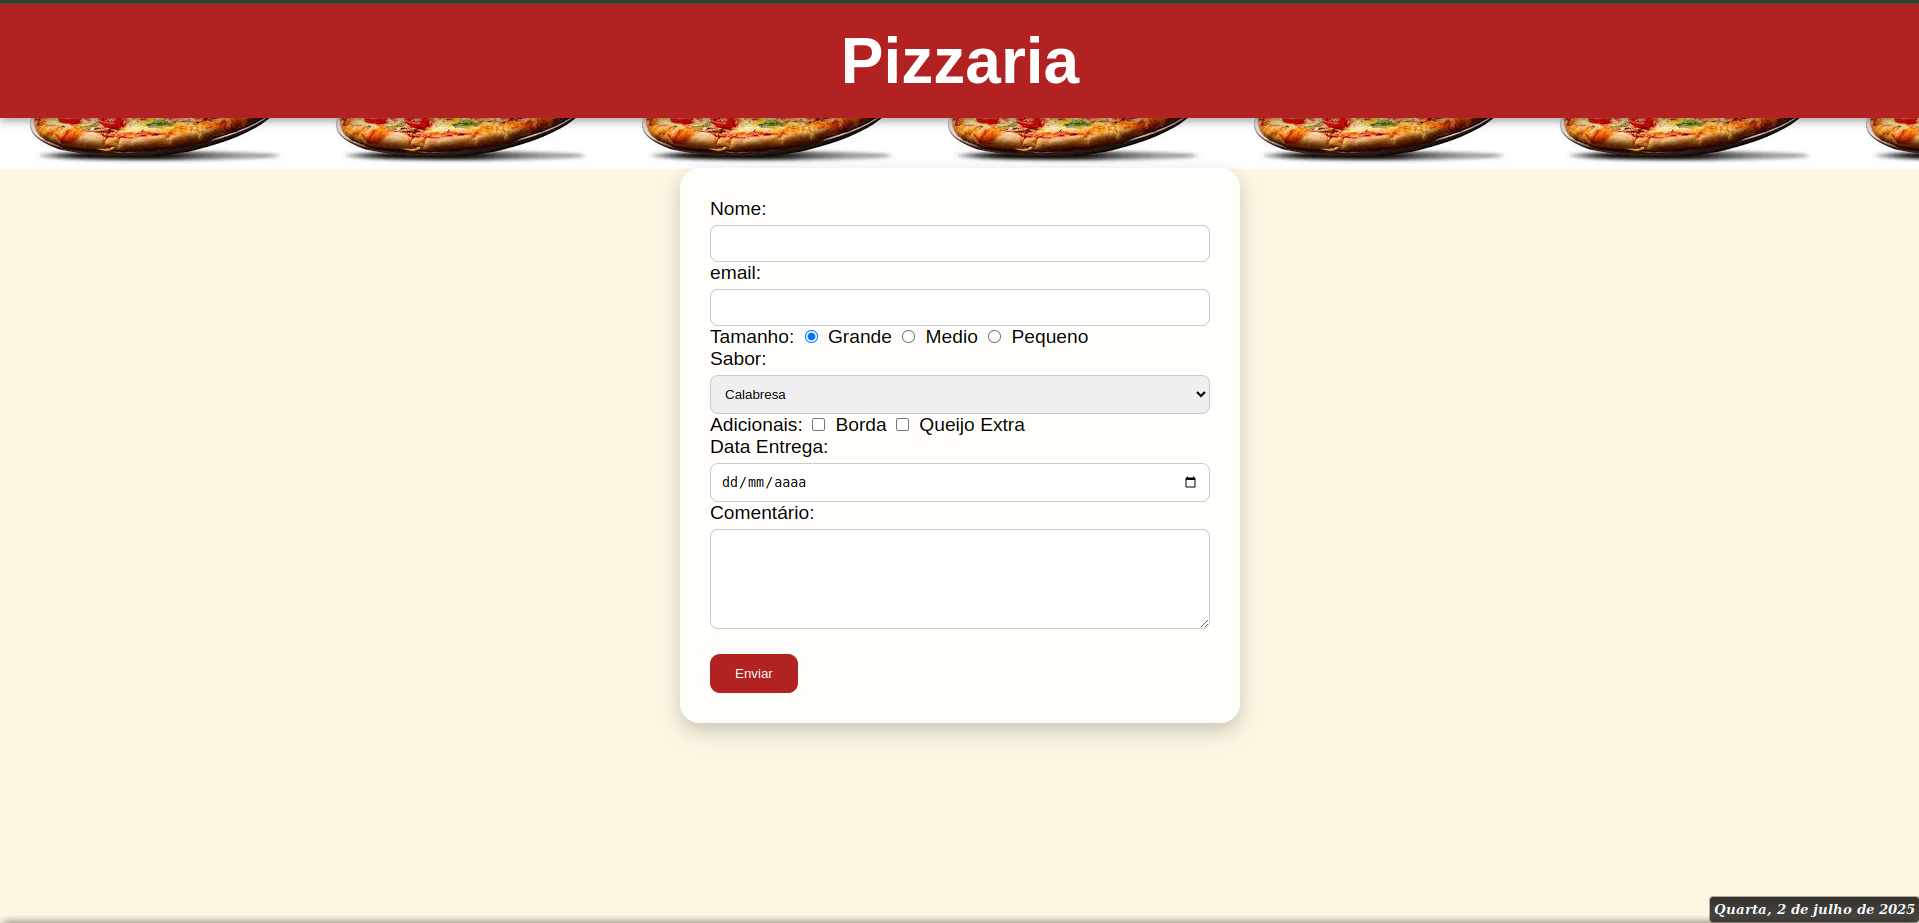 Pizzaria
Nome:
email:
Tamanho: Grande Medio Pequeno
Sabor:
Calabresa
Adicionais: Borda Queijo Extra
Data Entrega:
dd/mm/aaaa
Comentário:
Enviar
Quarta, 2 de julho de 2025